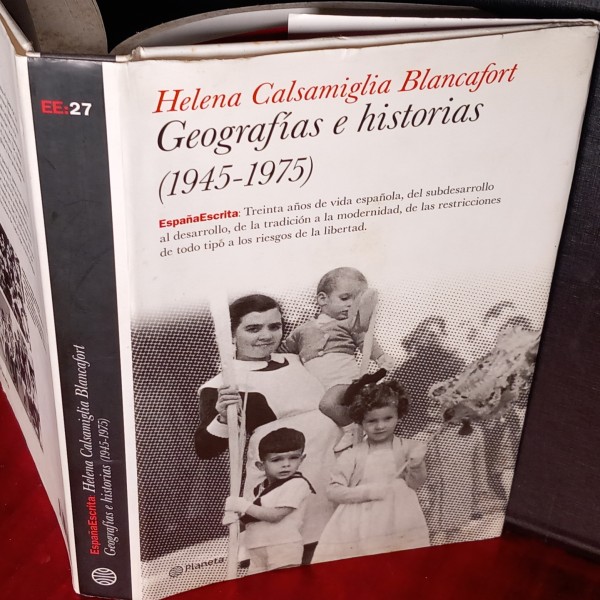 Helena Calsamiglia Blancafort
Geografías e historias
(1945-1975)
EspañaEscrita: Treinta años de vida española, del subdesarrollo
al desarrollo, de la tradición a la modernidad, de las restricciones
de todo tipo a los riesgos de la libertad.
Planeta
EE:27
EspañaEscrita: Helena Calsamiglia Blancafort
Geografías e historias (1945-1975)